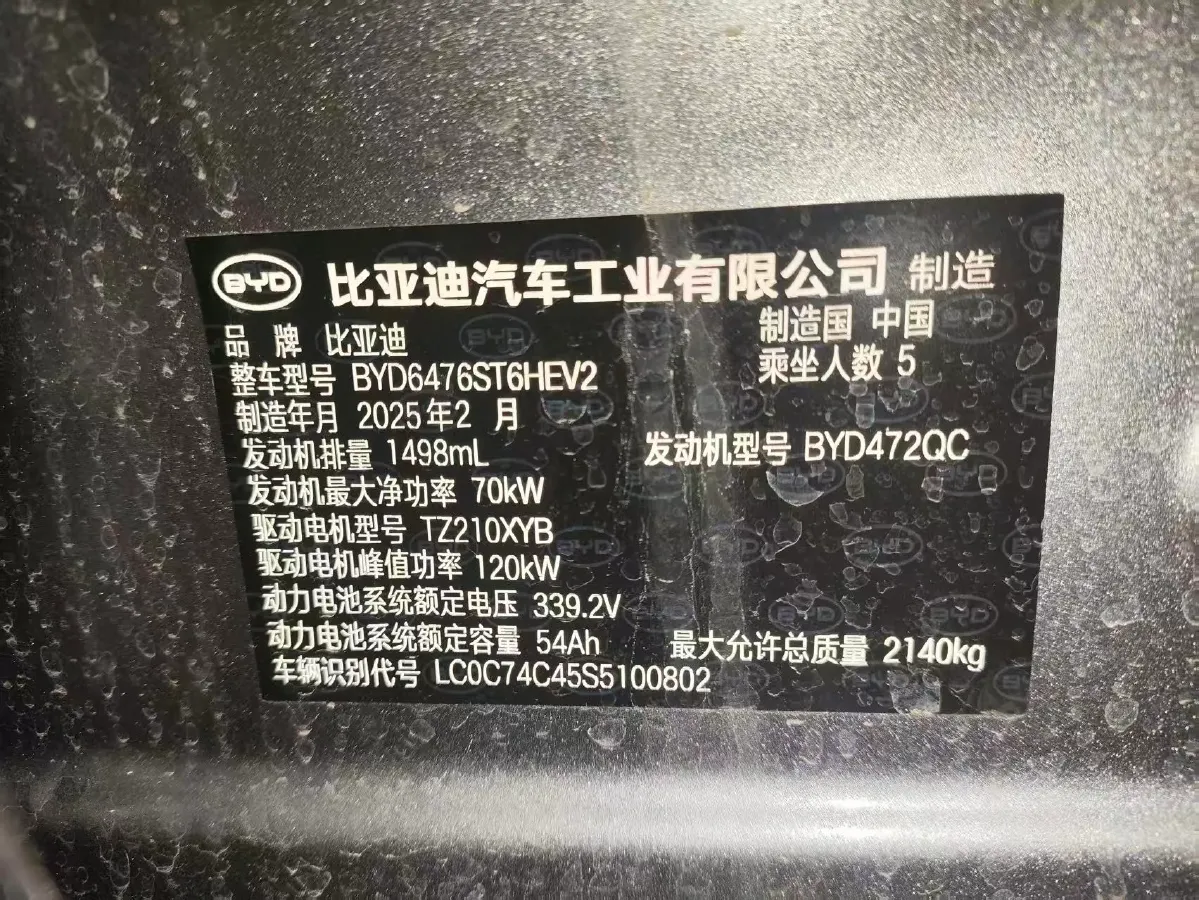 BYD 比亚迪汽车工业有限公司 制造
品牌 比亚迪 制造国 中国
整车型号 BYD6476ST6HEV2 乘坐人数 5
制造年月 2025年2 月
发动机排量 1498mL 发动机型号 BYD472QC
发动机最大净功率 70kW
驱动电机型号 TZ210XYB
驱动电机峰值功率 120kW
动力电池系统额定电压 339.2V
动力电池系统额定容量 54Ah 最大允许总质量 2140kg
车辆识别代号 LC0C74C45S5100802